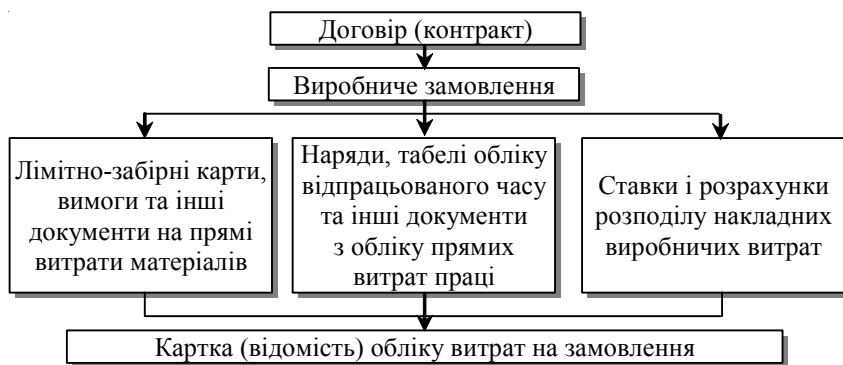 Договір (контракт)
Виробниче замовлення
Лімітно-забірні карти,
вимоги та інші
документи на прямі
витрати матеріалів
Наряди, табелі обліку
відпрацьованого часу
та інші документи
з обліку прямих
витрат праці
Ставки і розрахунки
розподілу накладних
виробничих витрат
Картка (відомість) обліку витрат на замовлення